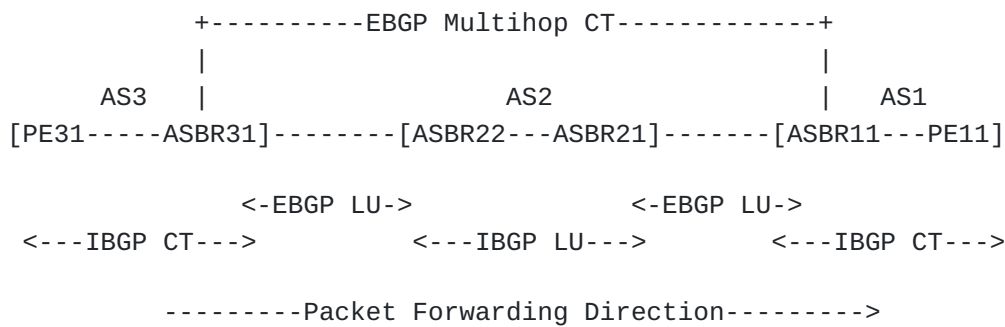 +----------EBGP Multihop CT-------------+
| |
AS3 | AS2 | AS1
[PE31-----ASBR31]--------[ASBR22---ASBR21]-------[ASBR11---PE11]
<-EBGP LU-> <-EBGP LU->
<---IBGP CT---> <---IBGP LU---> <---IBGP CT--->
---------Packet Forwarding Direction--------->